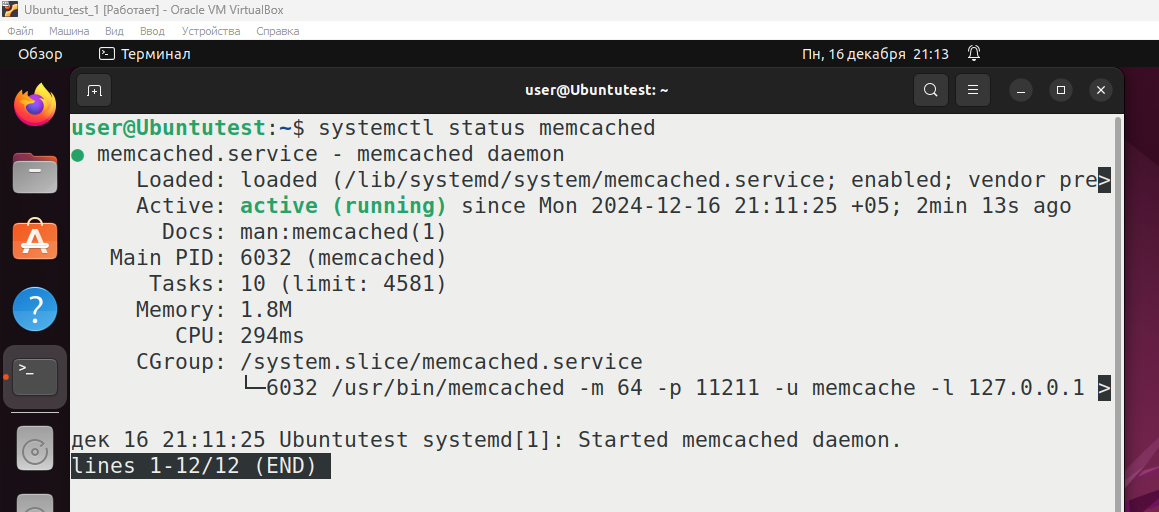 Ubuntu_test_1 [Работает] - Oracle VM VirtualBox
Файл Машина Вид Ввод Устройства Справка
Обзор Терминал Пн, 16 декабря 21:13
user@Ubuntutest: ~
user@Ubuntutest:~$ systemctl status memcached
● memcached.service - memcached daemon
Loaded: loaded (/lib/systemd/system/memcached.service; enabled; vendor pre>
Active: active (running) since Mon 2024-12-16 21:11:25 +05; 2min 13s ago
Docs: man:memcached(1)
Main PID: 6032 (memcached)
Tasks: 10 (limit: 4581)
Memory: 1.8M
CPU: 294ms
CGroup: /system.slice/memcached.service
└─6032 /usr/bin/memcached -m 64 -p 11211 -u memcache -l 127.0.0.1 >
дек 16 21:11:25 Ubuntutest systemd[1]: Started memcached daemon.
lines 1-12/12 (END)